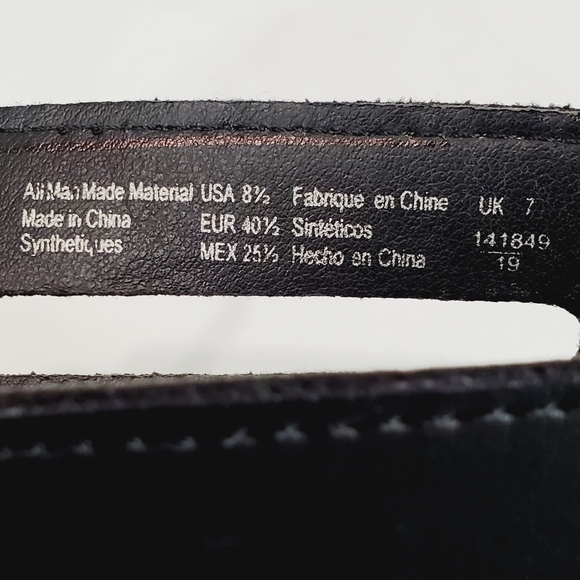 All Man Made Material USA 8½ Fabriqué en Chine UK 7
Made in China EUR 40½ Sintéticos 141849
Synthetiques MEX 25½ Hecho en China 19